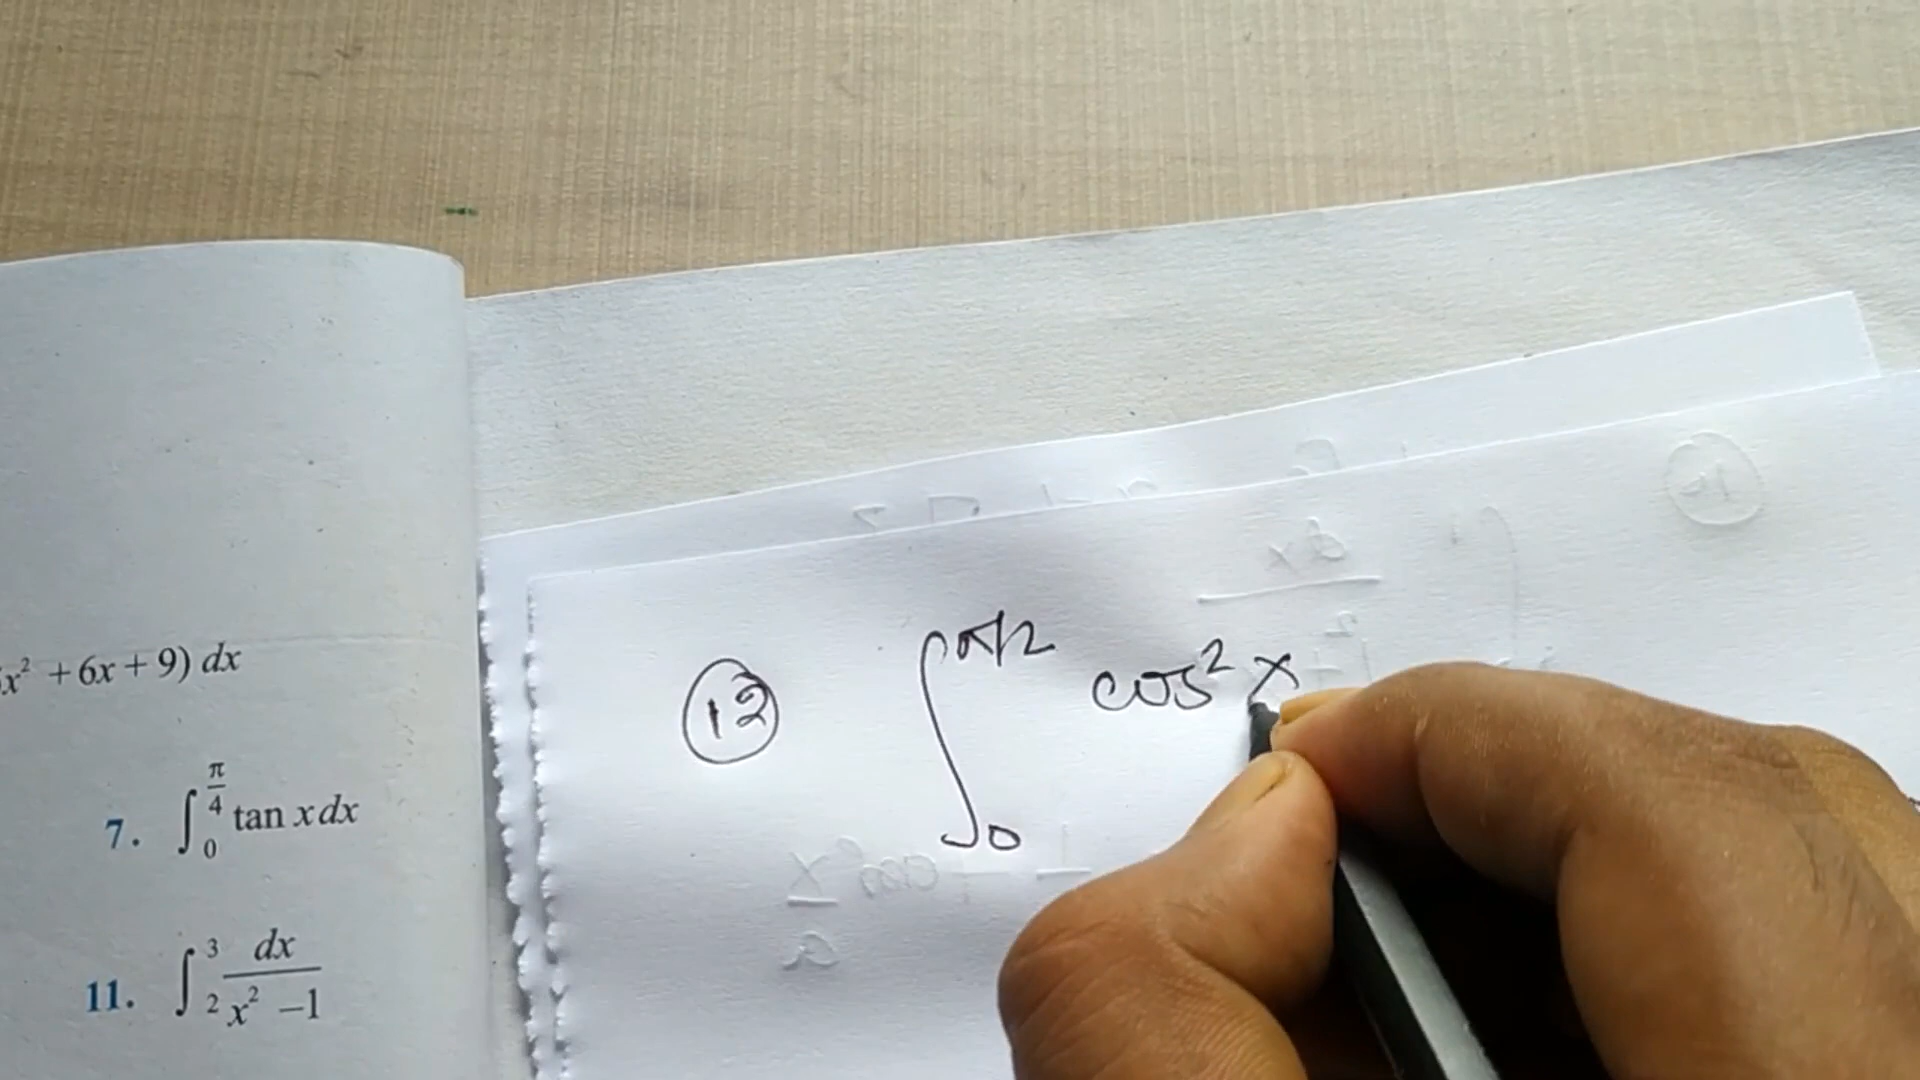 x² + 6x + 9) dx
7. ∫₀^{π/4} tan x dx
11. ∫₂³ dx / (x² − 1)
(12) ∫₀^{π/2} cos² x